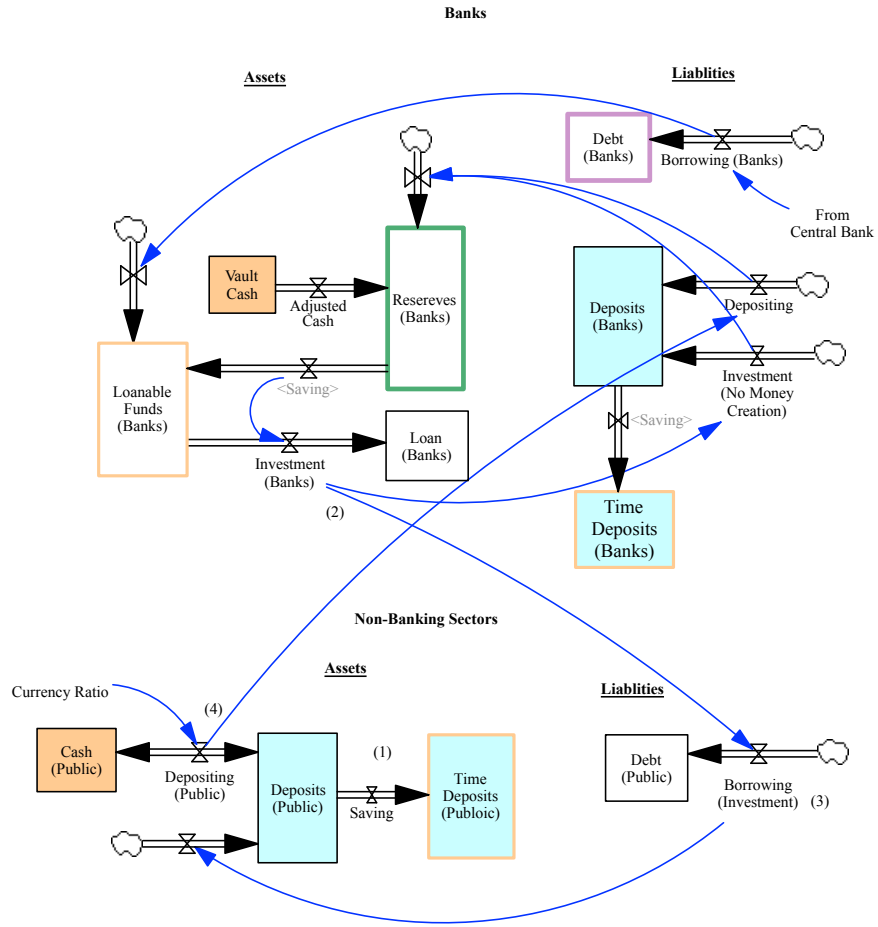 Banks
Assets
Liablities
Debt
(Banks)
Borrowing (Banks)
From
Central Bank
Vault
Cash
Adjusted
Cash
Resereves
(Banks)
Deposits
(Banks)
Depositing
Investment
(No Money
Creation)
Loanable
Funds
(Banks)
<Saving>
<Saving>
Investment
(Banks)
Loan
(Banks)
(2)
Time
Deposits
(Banks)
Non-Banking Sectors
Assets
Liablities
Currency Ratio
(4)
Cash
(Public)
Depositing
(Public)
Deposits
(Public)
(1)
Saving
Time
Deposits
(Publoic)
Debt
(Public)
Borrowing
(Investment)
(3)